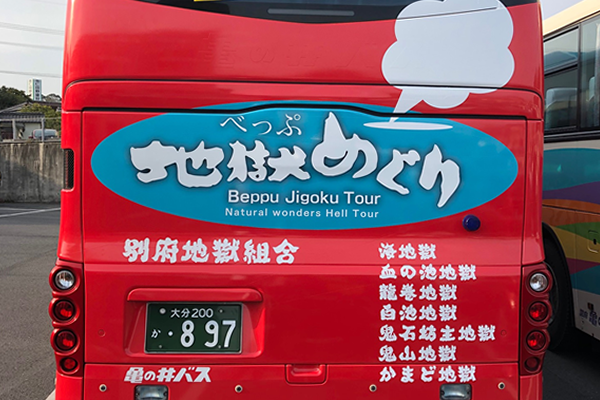 べっぷ
地獄めぐり
Beppu Jigoku Tour
Natural wonders Hell Tour
別府地獄組合
海地獄
血の池地獄
龍巻地獄
白池地獄
鬼石坊主地獄
鬼山地獄
かまど地獄
大分200
か・897
亀の井バス